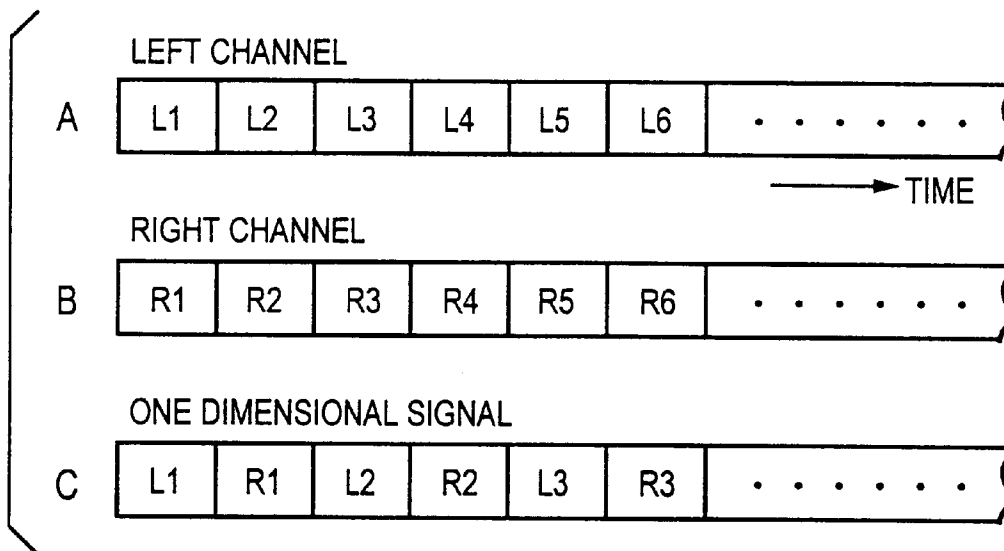 LEFT CHANNEL
A L1 L2 L3 L4 L5 L6 . . . . . .
TIME
RIGHT CHANNEL
B R1 R2 R3 R4 R5 R6 . . . . . .
ONE DIMENSIONAL SIGNAL
C L1 R1 L2 R2 L3 R3 . . . . . .